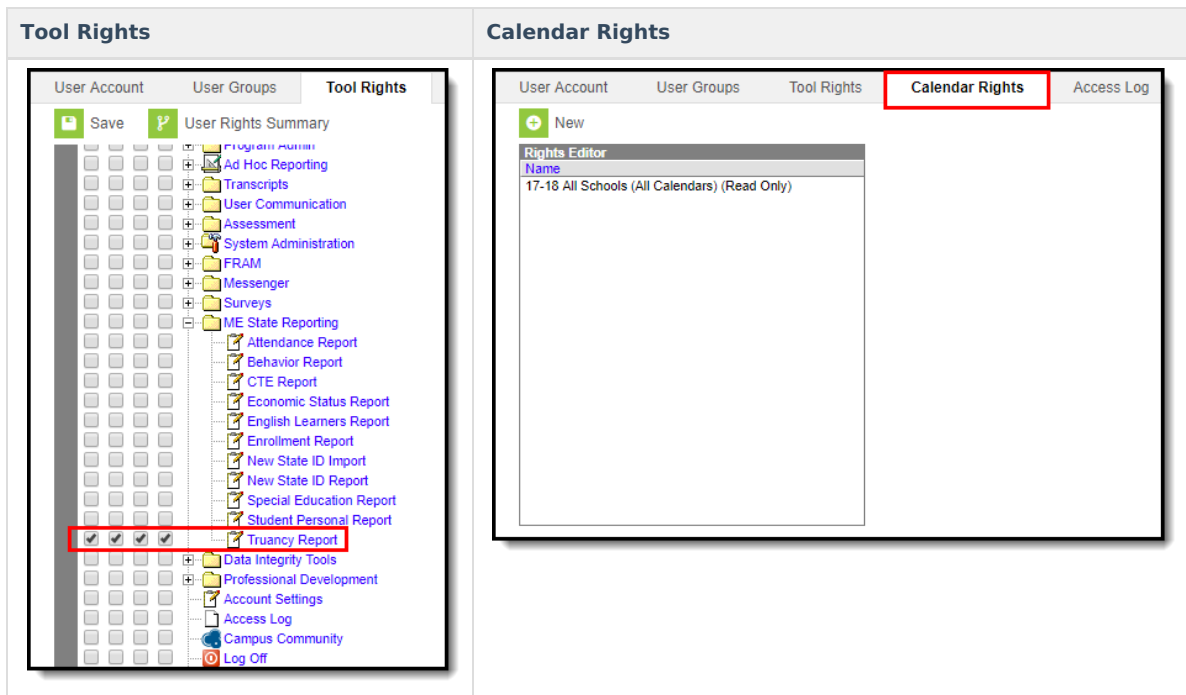 Tool Rights
User Account User Groups Tool Rights
Save User Rights Summary
Program Admin
Ad Hoc Reporting
Transcripts
User Communication
Assessment
System Administration
FRAM
Messenger
Surveys
ME State Reporting
Attendance Report
Behavior Report
CTE Report
Economic Status Report
English Learners Report
Enrollment Report
New State ID Import
New State ID Report
Special Education Report
Student Personal Report
Truancy Report
Data Integrity Tools
Professional Development
Account Settings
Access Log
Campus Community
Log Off
Calendar Rights
User Account User Groups Tool Rights Calendar Rights Access Log
New
Rights Editor
Name
17-18 All Schools (All Calendars) (Read Only)